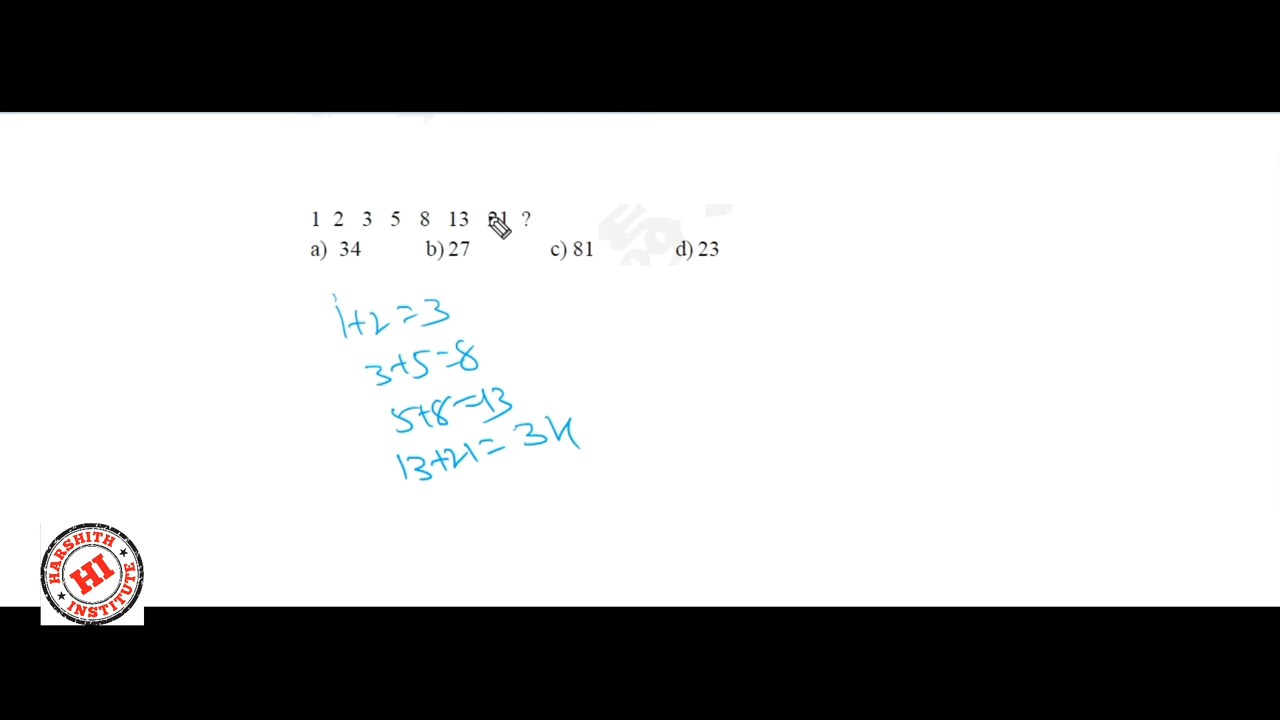 1 2 3 5 8 13 21 ?
a) 34 b) 27 c) 81 d) 23
1+2=3
3+5=8
5+8=13
13+21=34
HARSHITH
HI
INSTITUTE